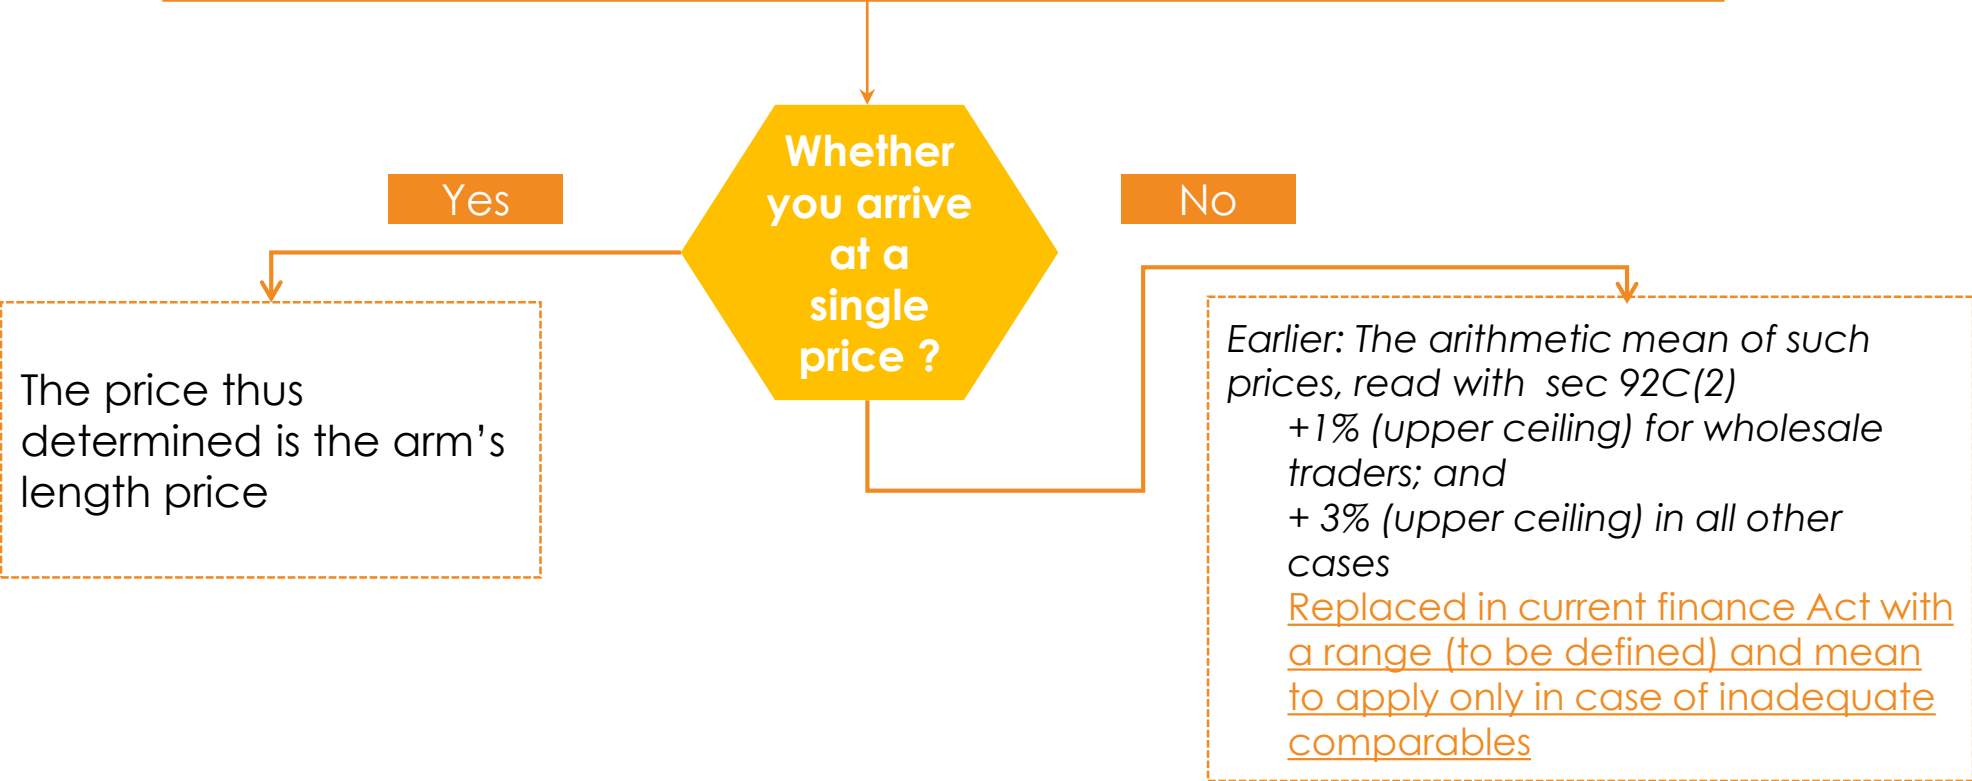 Whether
you arrive
at a
single
price ?
Yes
No
The price thus
determined is the arm’s
length price
Earlier: The arithmetic mean of such
prices, read with sec 92C(2)
+1% (upper ceiling) for wholesale
traders; and
+ 3% (upper ceiling) in all other
cases
Replaced in current finance Act with
a range (to be defined) and mean
to apply only in case of inadequate
comparables